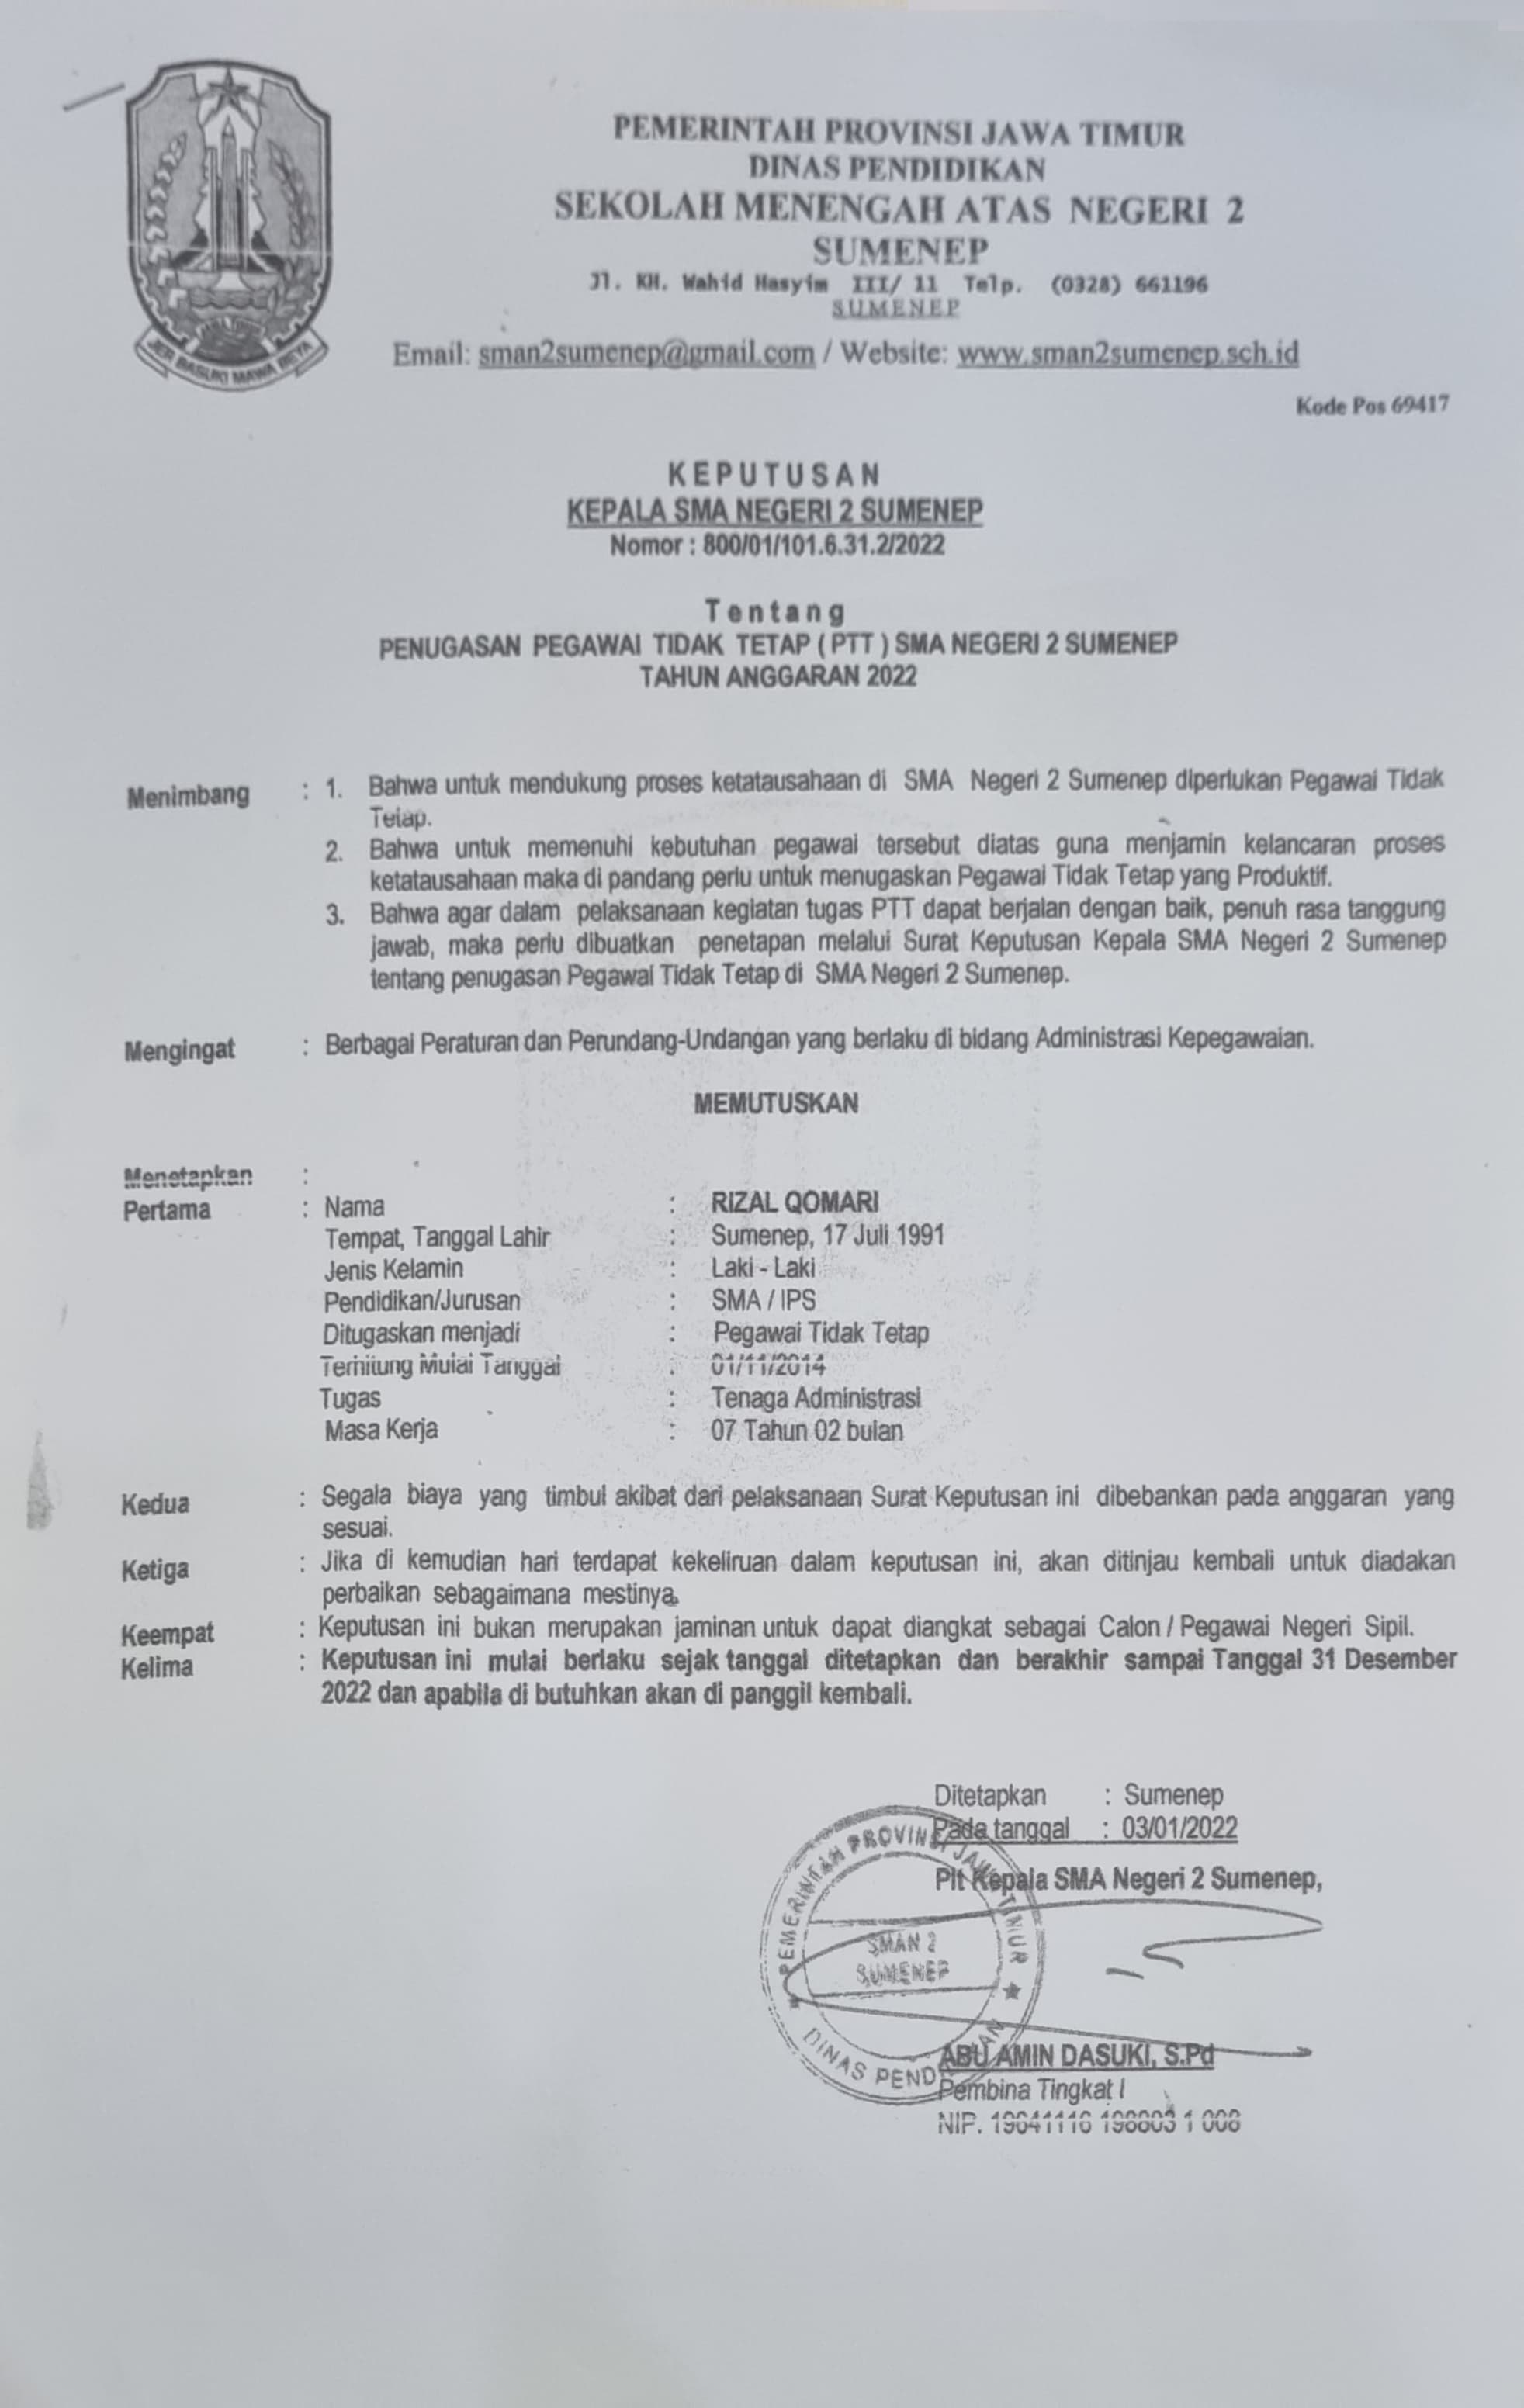 PEMERINTAH PROVINSI JAWA TIMUR
DINAS PENDIDIKAN
SEKOLAH MENENGAH ATAS NEGERI 2
SUMENEP
Jl. KH. Wahid Hasyim III/ 11 Telp. (0328) 661196
SUMENEP
Email: sman2sumenep@gmail.com / Website: www.sman2sumenep.sch.id
Kode Pos 69417
JER BASUKI MAWA BEYA
KEPUTUSAN
KEPALA SMA NEGERI 2 SUMENEP
Nomor : 800/01/101.6.31.2/2022
Tentang
PENUGASAN PEGAWAI TIDAK TETAP ( PTT ) SMA NEGERI 2 SUMENEP
TAHUN ANGGARAN 2022
Menimbang : 1. Bahwa untuk mendukung proses ketatausahaan di SMA Negeri 2 Sumenep diperlukan Pegawai Tidak
Tetap.
2. Bahwa untuk memenuhi kebutuhan pegawai tersebut diatas guna menjamin kelancaran proses
ketatausahaan maka di pandang perlu untuk menugaskan Pegawai Tidak Tetap yang Produktif.
3. Bahwa agar dalam pelaksanaan kegiatan tugas PTT dapat berjalan dengan baik, penuh rasa tanggung
jawab, maka perlu dibuatkan penetapan melalui Surat Keputusan Kepala SMA Negeri 2 Sumenep
tentang penugasan Pegawai Tidak Tetap di SMA Negeri 2 Sumenep.
Mengingat : Berbagai Peraturan dan Perundang-Undangan yang berlaku di bidang Administrasi Kepegawaian.
MEMUTUSKAN
Menetapkan :
Pertama : Nama : RIZAL QOMARI
Tempat, Tanggal Lahir : Sumenep, 17 Juli 1991
Jenis Kelamin : Laki - Laki
Pendidikan/Jurusan : SMA / IPS
Ditugaskan menjadi : Pegawai Tidak Tetap
Terhitung Mulai Tanggal : 01/11/2014
Tugas : Tenaga Administrasi
Masa Kerja : 07 Tahun 02 bulan
Kedua : Segala biaya yang timbul akibat dari pelaksanaan Surat Keputusan ini dibebankan pada anggaran yang
sesuai.
Ketiga : Jika di kemudian hari terdapat kekeliruan dalam keputusan ini, akan ditinjau kembali untuk diadakan
perbaikan sebagaimana mestinya.
Keempat : Keputusan ini bukan merupakan jaminan untuk dapat diangkat sebagai Calon / Pegawai Negeri Sipil.
Kelima : Keputusan ini mulai berlaku sejak tanggal ditetapkan dan berakhir sampai Tanggal 31 Desember
2022 dan apabila di butuhkan akan di panggil kembali.
Ditetapkan : Sumenep
Pada tanggal : 03/01/2022
Plt Kepala SMA Negeri 2 Sumenep,
PEMERINTAH PROVINSI JAWA TIMUR
SMAN 2
SUMENEP
DINAS PENDIDIKAN
ABU AMIN DASUKI, S.Pd
Pembina Tingkat I
NIP. 19641116 198803 1 008